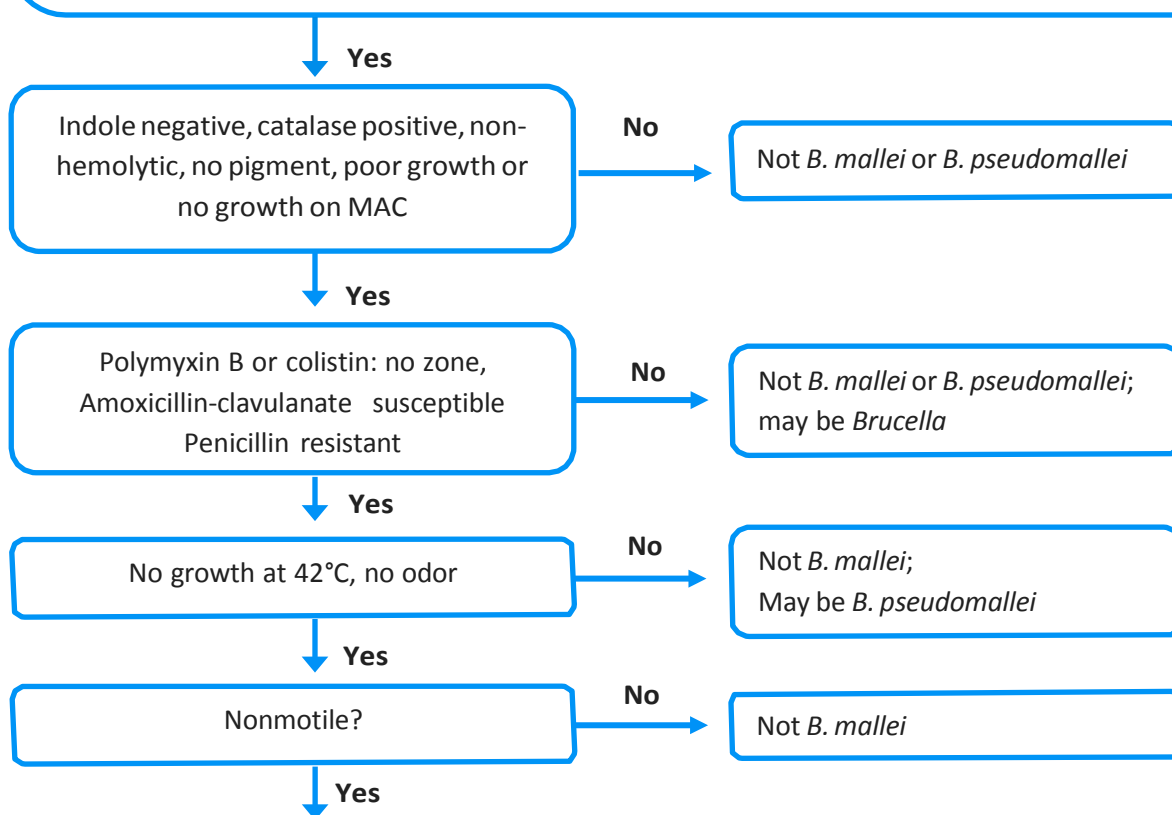 Yes
Indole negative, catalase positive, non-
hemolytic, no pigment, poor growth or
no growth on MAC
No
Not B. mallei or B. pseudomallei
Yes
Polymyxin B or colistin: no zone,
Amoxicillin-clavulanate susceptible
Penicillin resistant
No
Not B. mallei or B. pseudomallei;
may be Brucella
Yes
No growth at 42°C, no odor
No
Not B. mallei;
May be B. pseudomallei
Yes
Nonmotile?
No
Not B. mallei
Yes